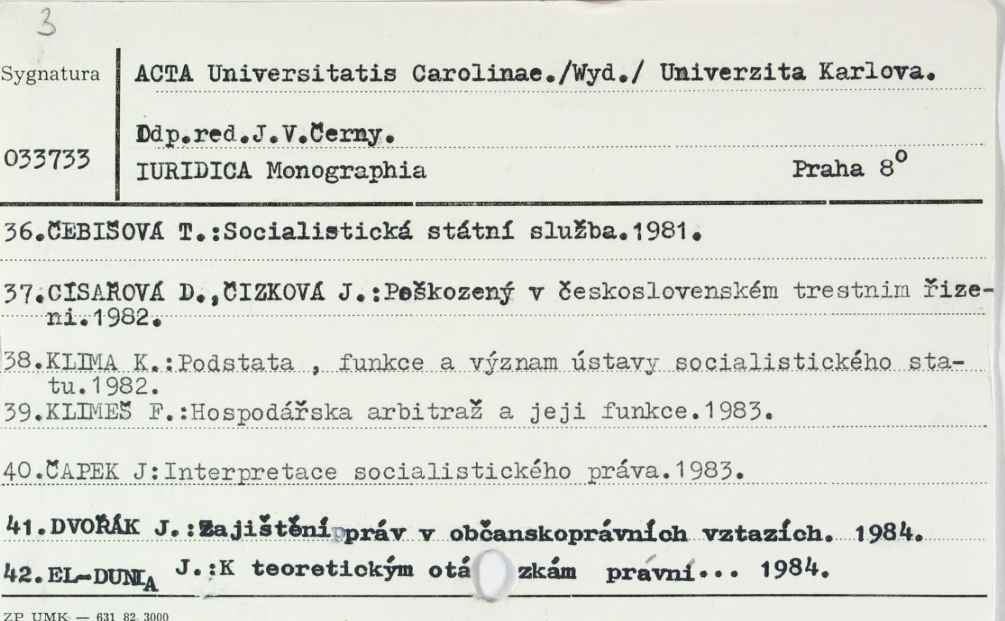 3
Sygnatura
ACTA Universitatis Carolinae./Wyd./ Univerzita Karlova.
Ddp.red.J.V.Černy.
033733
IURIDICA Monographia Praha 8º
36.ČEBIŠOVÁ T.:Socialistická státní služba.1981.
37.CÍSAŘOVÁ D.,ČIZKOVÁ J.:Poškozený v československém trestnim řize-
ni.1982.
38.KLIMA K.:Podstata , funkce a význam ústavy socialistického sta-
tu.1982.
39.KLIMEŠ F.:Hospodářska arbitraž a jeji funkce.1983.
40.ČAPEK J:Interpretace socialistického práva.1983.
41.DVOŘÁK J.:Zajištění práv v občanskoprávních vztazích. 1984.
42.EL-DUNIA J.:K teoretickým otá zkám právní... 1984.
ZP UMK — 631 82 3000